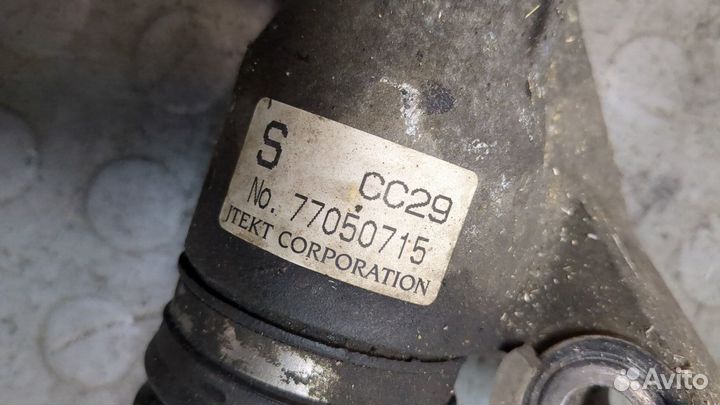 S CC29
No. 77050715
JTEKT CORPORATION
Avito